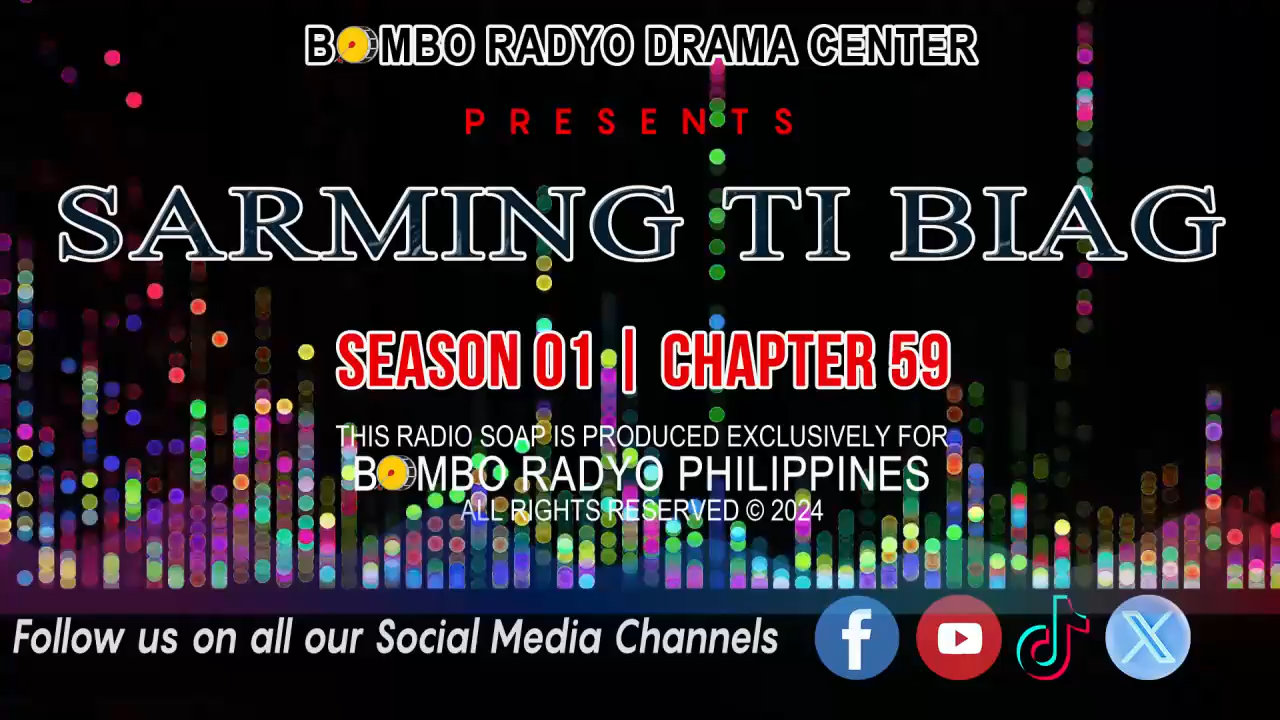 BOMBO RADYO DRAMA CENTER
PRESENTS
SARMING TI BIAG
SEASON 01 | CHAPTER 59
THIS RADIO SOAP IS PRODUCED EXCLUSIVELY FOR
BOMBO RADYO PHILIPPINES
ALL RIGHTS RESERVED © 2024
Follow us on all our Social Media Channels